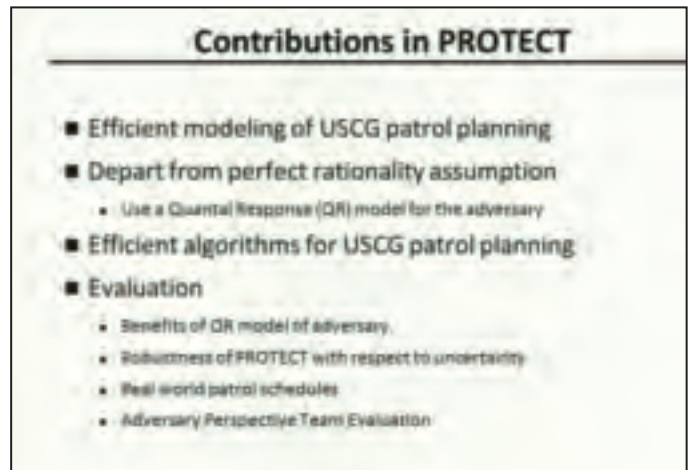 Contributions in PROTECT
■ Efficient modeling of USCG patrol planning
■ Depart from perfect rationality assumption
• Use a Quantal Response (QR) model for the adversary
■ Efficient algorithms for USCG patrol planning
■ Evaluation
• Benefits of QR model of adversary.
• Robustness of PROTECT with respect to uncertainty
• Real world patrol schedules
• Adversary Perspective Team Evaluation